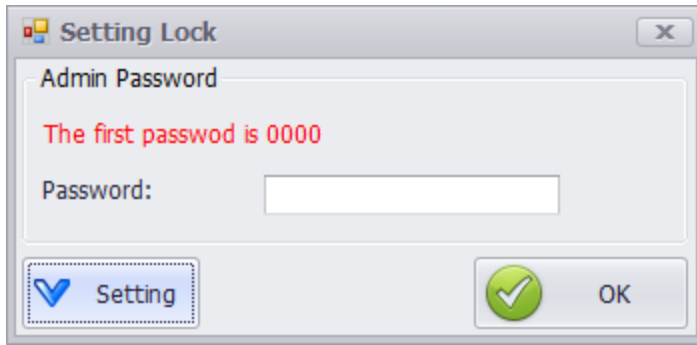 Setting Lock
Admin Password
The first passwod is 0000
Password:
Setting
OK